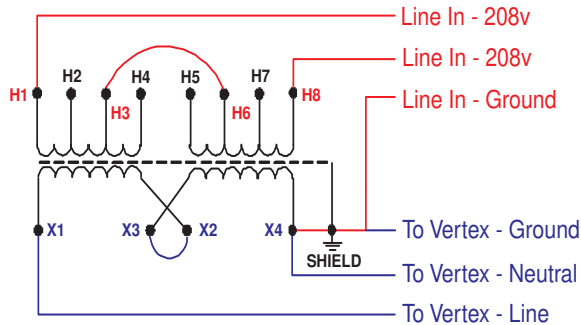 Line In - 208v
Line In - 208v
H2 H4 H5 H7
H1 H3 H6 H8
Line In - Ground
X1 X3 X2 X4
To Vertex - Ground
SHIELD
To Vertex - Neutral
To Vertex - Line